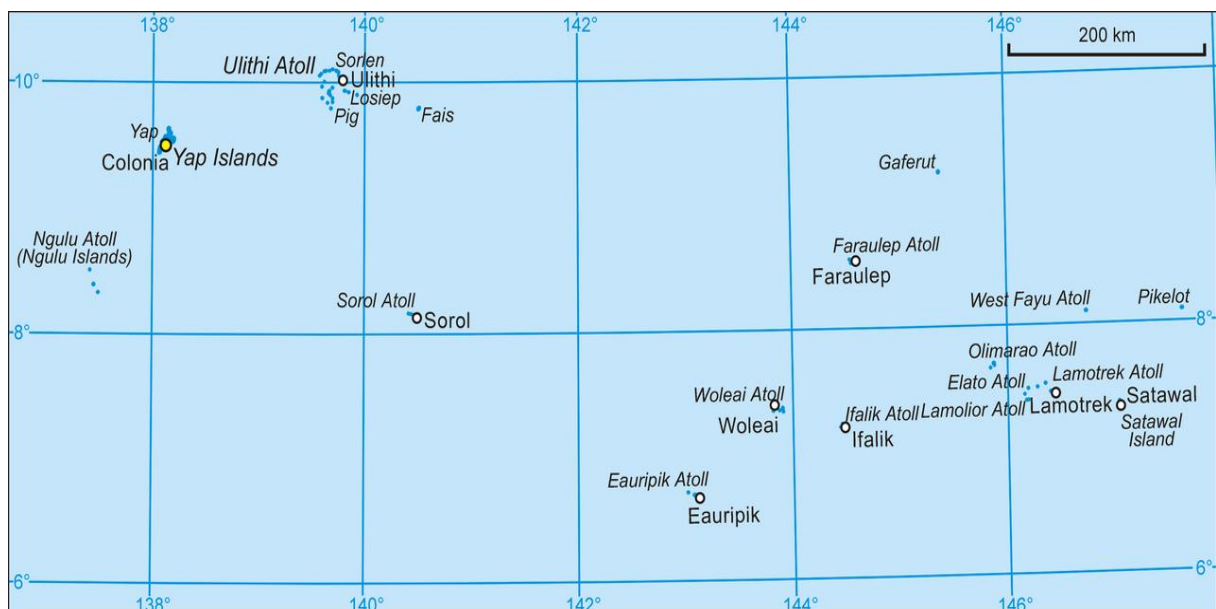 138°
140°
142°
144°
146°
200 km
10°
Ulithi Atoll
Sorlen
Ulithi
Losiep
Pig
Fais
Yap
Colonia
Yap Islands
Gaferut
Ngulu Atoll
(Ngulu Islands)
Faraulep Atoll
Faraulep
Sorol Atoll
Sorol
West Fayu Atoll
Pikelot
8°
8°
Olimarao Atoll
Elato Atoll
Lamotrek Atoll
Woleai Atoll
Woleai
Ifalik Atoll
Ifalik
Lamolior Atoll
Lamotrek
Satawal
Satawal
Island
Eauripik Atoll
Eauripik
6°
6°
138°
140°
142°
144°
146°